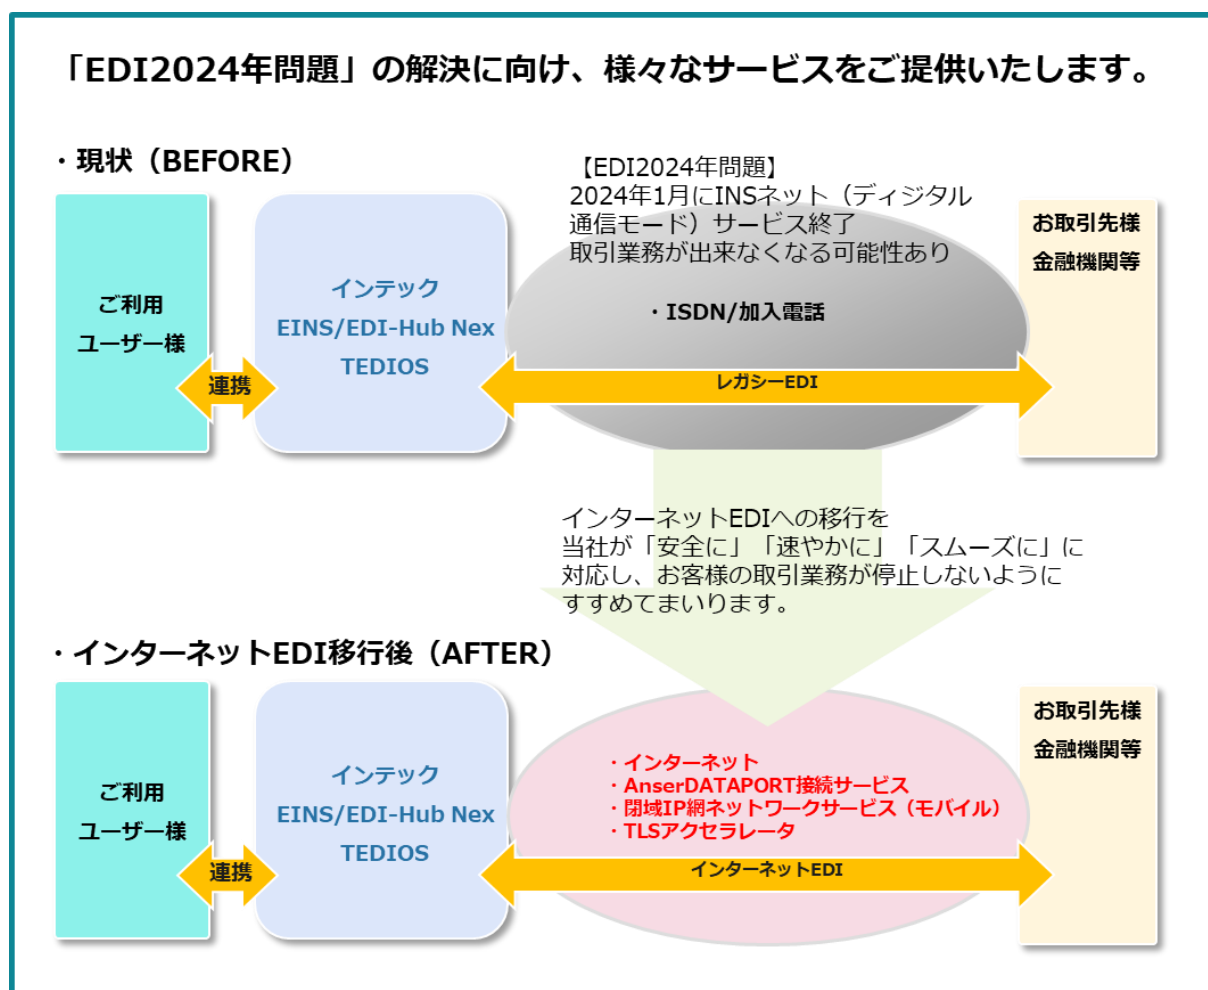 「EDI2024年問題」の解決に向け、様々なサービスをご提供いたします。
・現状（BEFORE）
【EDI2024年問題】
2024年1月にINSネット（ディジタル
通信モード）サービス終了
取引業務が出来なくなる可能性あり
・ISDN/加入電話
ご利用
ユーザー様
連携
インテック
EINS/EDI-Hub Nex
TEDIOS
レガシーEDI
お取引先様
金融機関等
インターネットEDIへの移行を
当社が「安全に」「速やかに」「スムーズに」に
対応し、お客様の取引業務が停止しないように
すすめてまいります。
・インターネットEDI移行後（AFTER）
ご利用
ユーザー様
連携
インテック
EINS/EDI-Hub Nex
TEDIOS
・インターネット
・AnserDATAPORT接続サービス
・閉域IP網ネットワークサービス（モバイル）
・TLSアクセラレータ
インターネットEDI
お取引先様
金融機関等